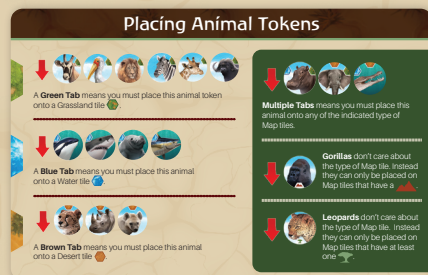 Placing Animal Tokens
A Green Tab means you must place this animal token
onto a Grassland tile .
A Blue Tab means you must place this animal
onto a Water tile .
A Brown Tab means you must place this animal
onto a Desert tile
Multiple Tabs means you must place this
animal onto any of the indicated type of
Map tiles.
Gorillas don't care about
the type of Map tile. Instead
they can only be placed on
Map tiles that have a .
Leopards don't care about
the type of Map tile. Instead
they can only be placed on
Map tiles that have at least
one .